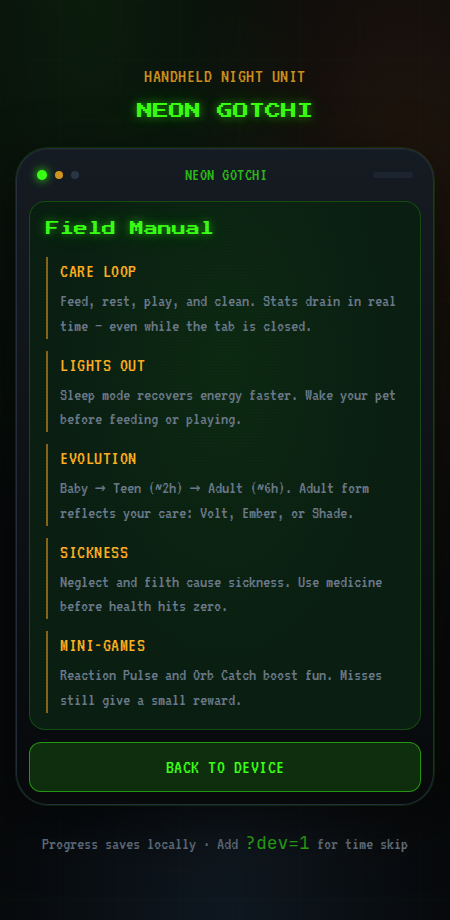 HANDHELD NIGHT UNIT
NEON GOTCHI
NEON GOTCHI
Field Manual
CARE LOOP
Feed, rest, play, and clean. Stats drain in real
time — even while the tab is closed.
LIGHTS OUT
Sleep mode recovers energy faster. Wake your pet
before feeding or playing.
EVOLUTION
Baby → Teen (~2h) → Adult (~6h). Adult form
reflects your care: Volt, Ember, or Shade.
SICKNESS
Neglect and filth cause sickness. Use medicine
before health hits zero.
MINI-GAMES
Reaction Pulse and Orb Catch boost fun. Misses
still give a small reward.
BACK TO DEVICE
Progress saves locally · Add ?dev=1 for time skip